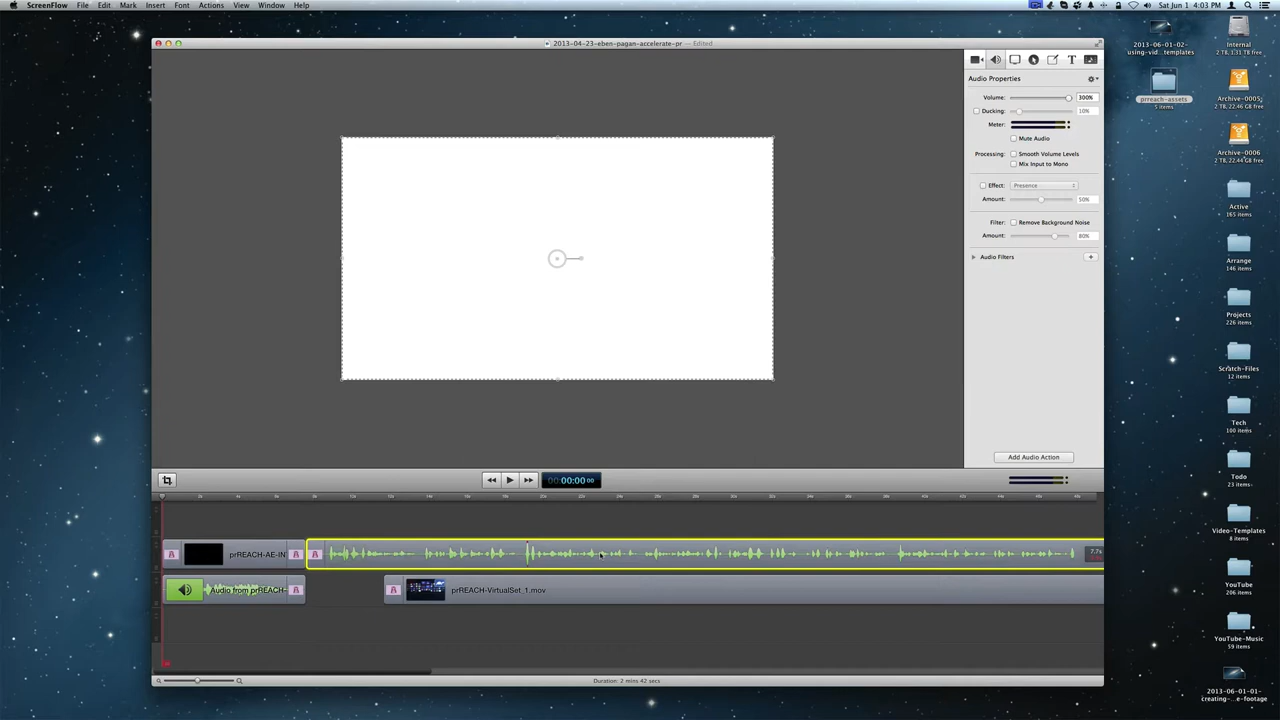 ScreenFlow File Edit Mark Insert Font Actions View Window Help
Sat Jun 1 4:03 PM
2013-04-23-eben-pagan-accelerate-pr — Edited
Audio Properties
Volume: 300%
Ducking: 10%
Meter:
Mute Audio
Processing: Smooth Volume Levels
Mix Input to Mono
Effect: Presence
Amount: 50%
Filter: Remove Background Noise
Amount: 80%
Audio Filters
Add Audio Action
T
00:00:00 00
prREACH-AE-IN
7.7s
Audio from prREACH-
prREACH-VirtualSet_1.mov
Duration: 2 mins 42 secs
2013-06-01-02-
using-vid...templates
prreach-assets
5 items
Internal
2 TB, 1.31 TB free
Archive-0005
2 TB, 22.46 GB free
Archive-0006
2 TB, 22.44 GB free
Active
165 items
Arrange
146 items
Projects
226 items
Scratch-Files
12 items
Tech
100 items
Todo
23 items
Video-Templates
8 items
YouTube
206 items
YouTube-Music
59 items
2013-06-01-01-
creating-...e-footage